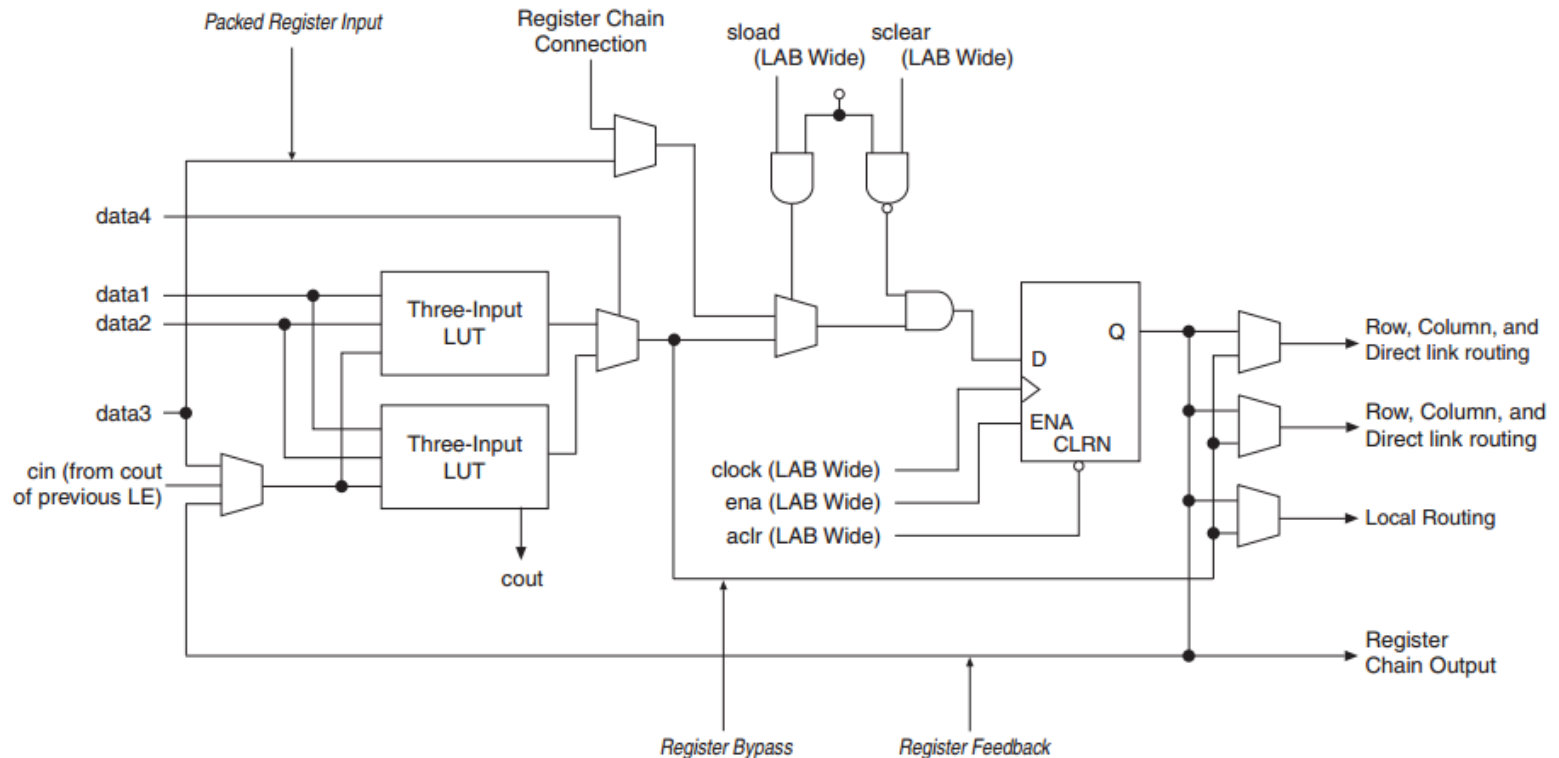 Packed Register Input
Register Chain
Connection
sload
(LAB Wide)
sclear
(LAB Wide)
data4
data1
data2
Three-Input
LUT
data3
Three-Input
LUT
cin (from cout
of previous LE)
cout
Q
D
ENA
CLRN
clock (LAB Wide)
ena (LAB Wide)
aclr (LAB Wide)
Row, Column, and
Direct link routing
Row, Column, and
Direct link routing
Local Routing
Register
Chain Output
Register Bypass
Register Feedback